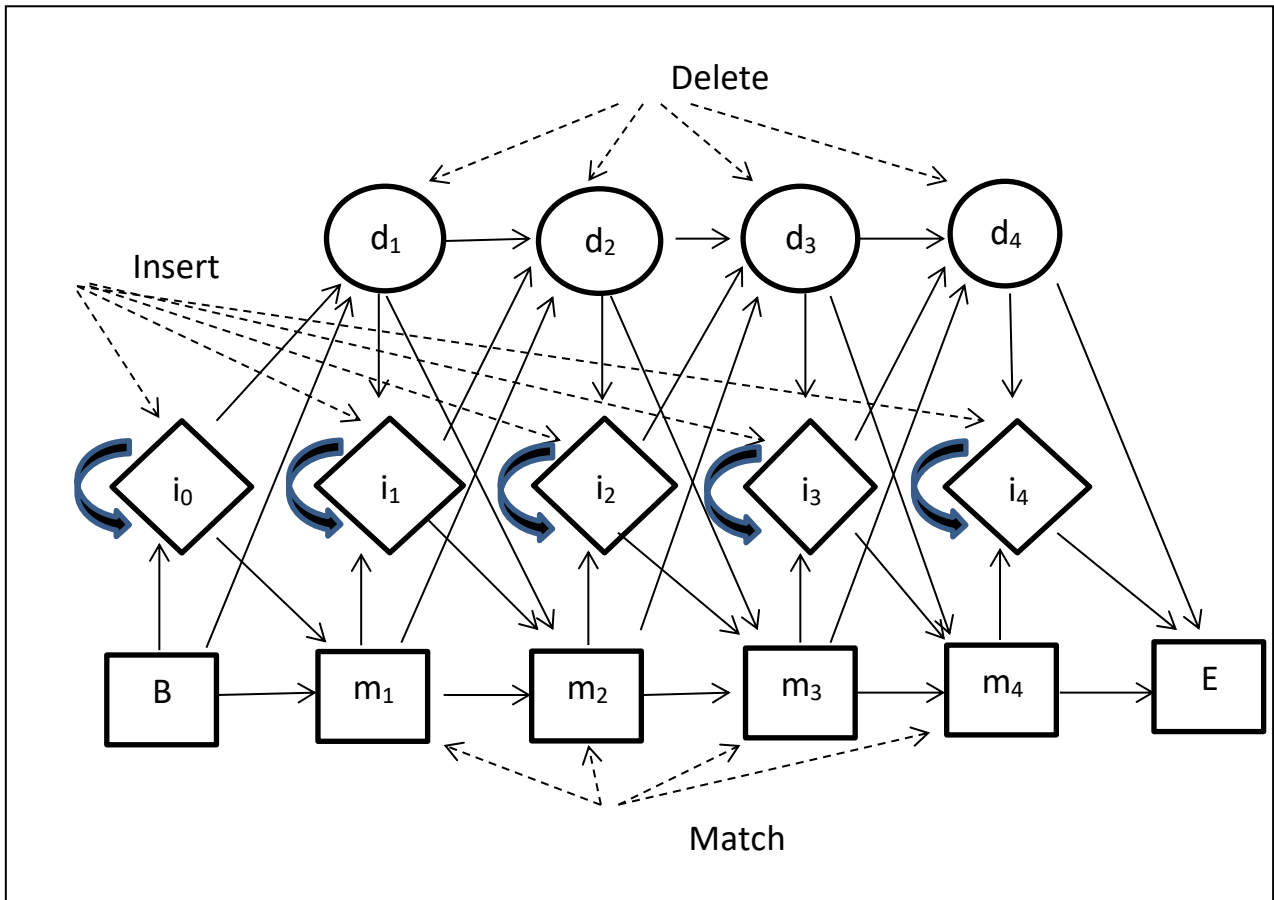 Delete
d₁ d₂ d₃ d₄
Insert
i₀ i₁ i₂ i₃ i₄
B m₁ m₂ m₃ m₄ E
Match